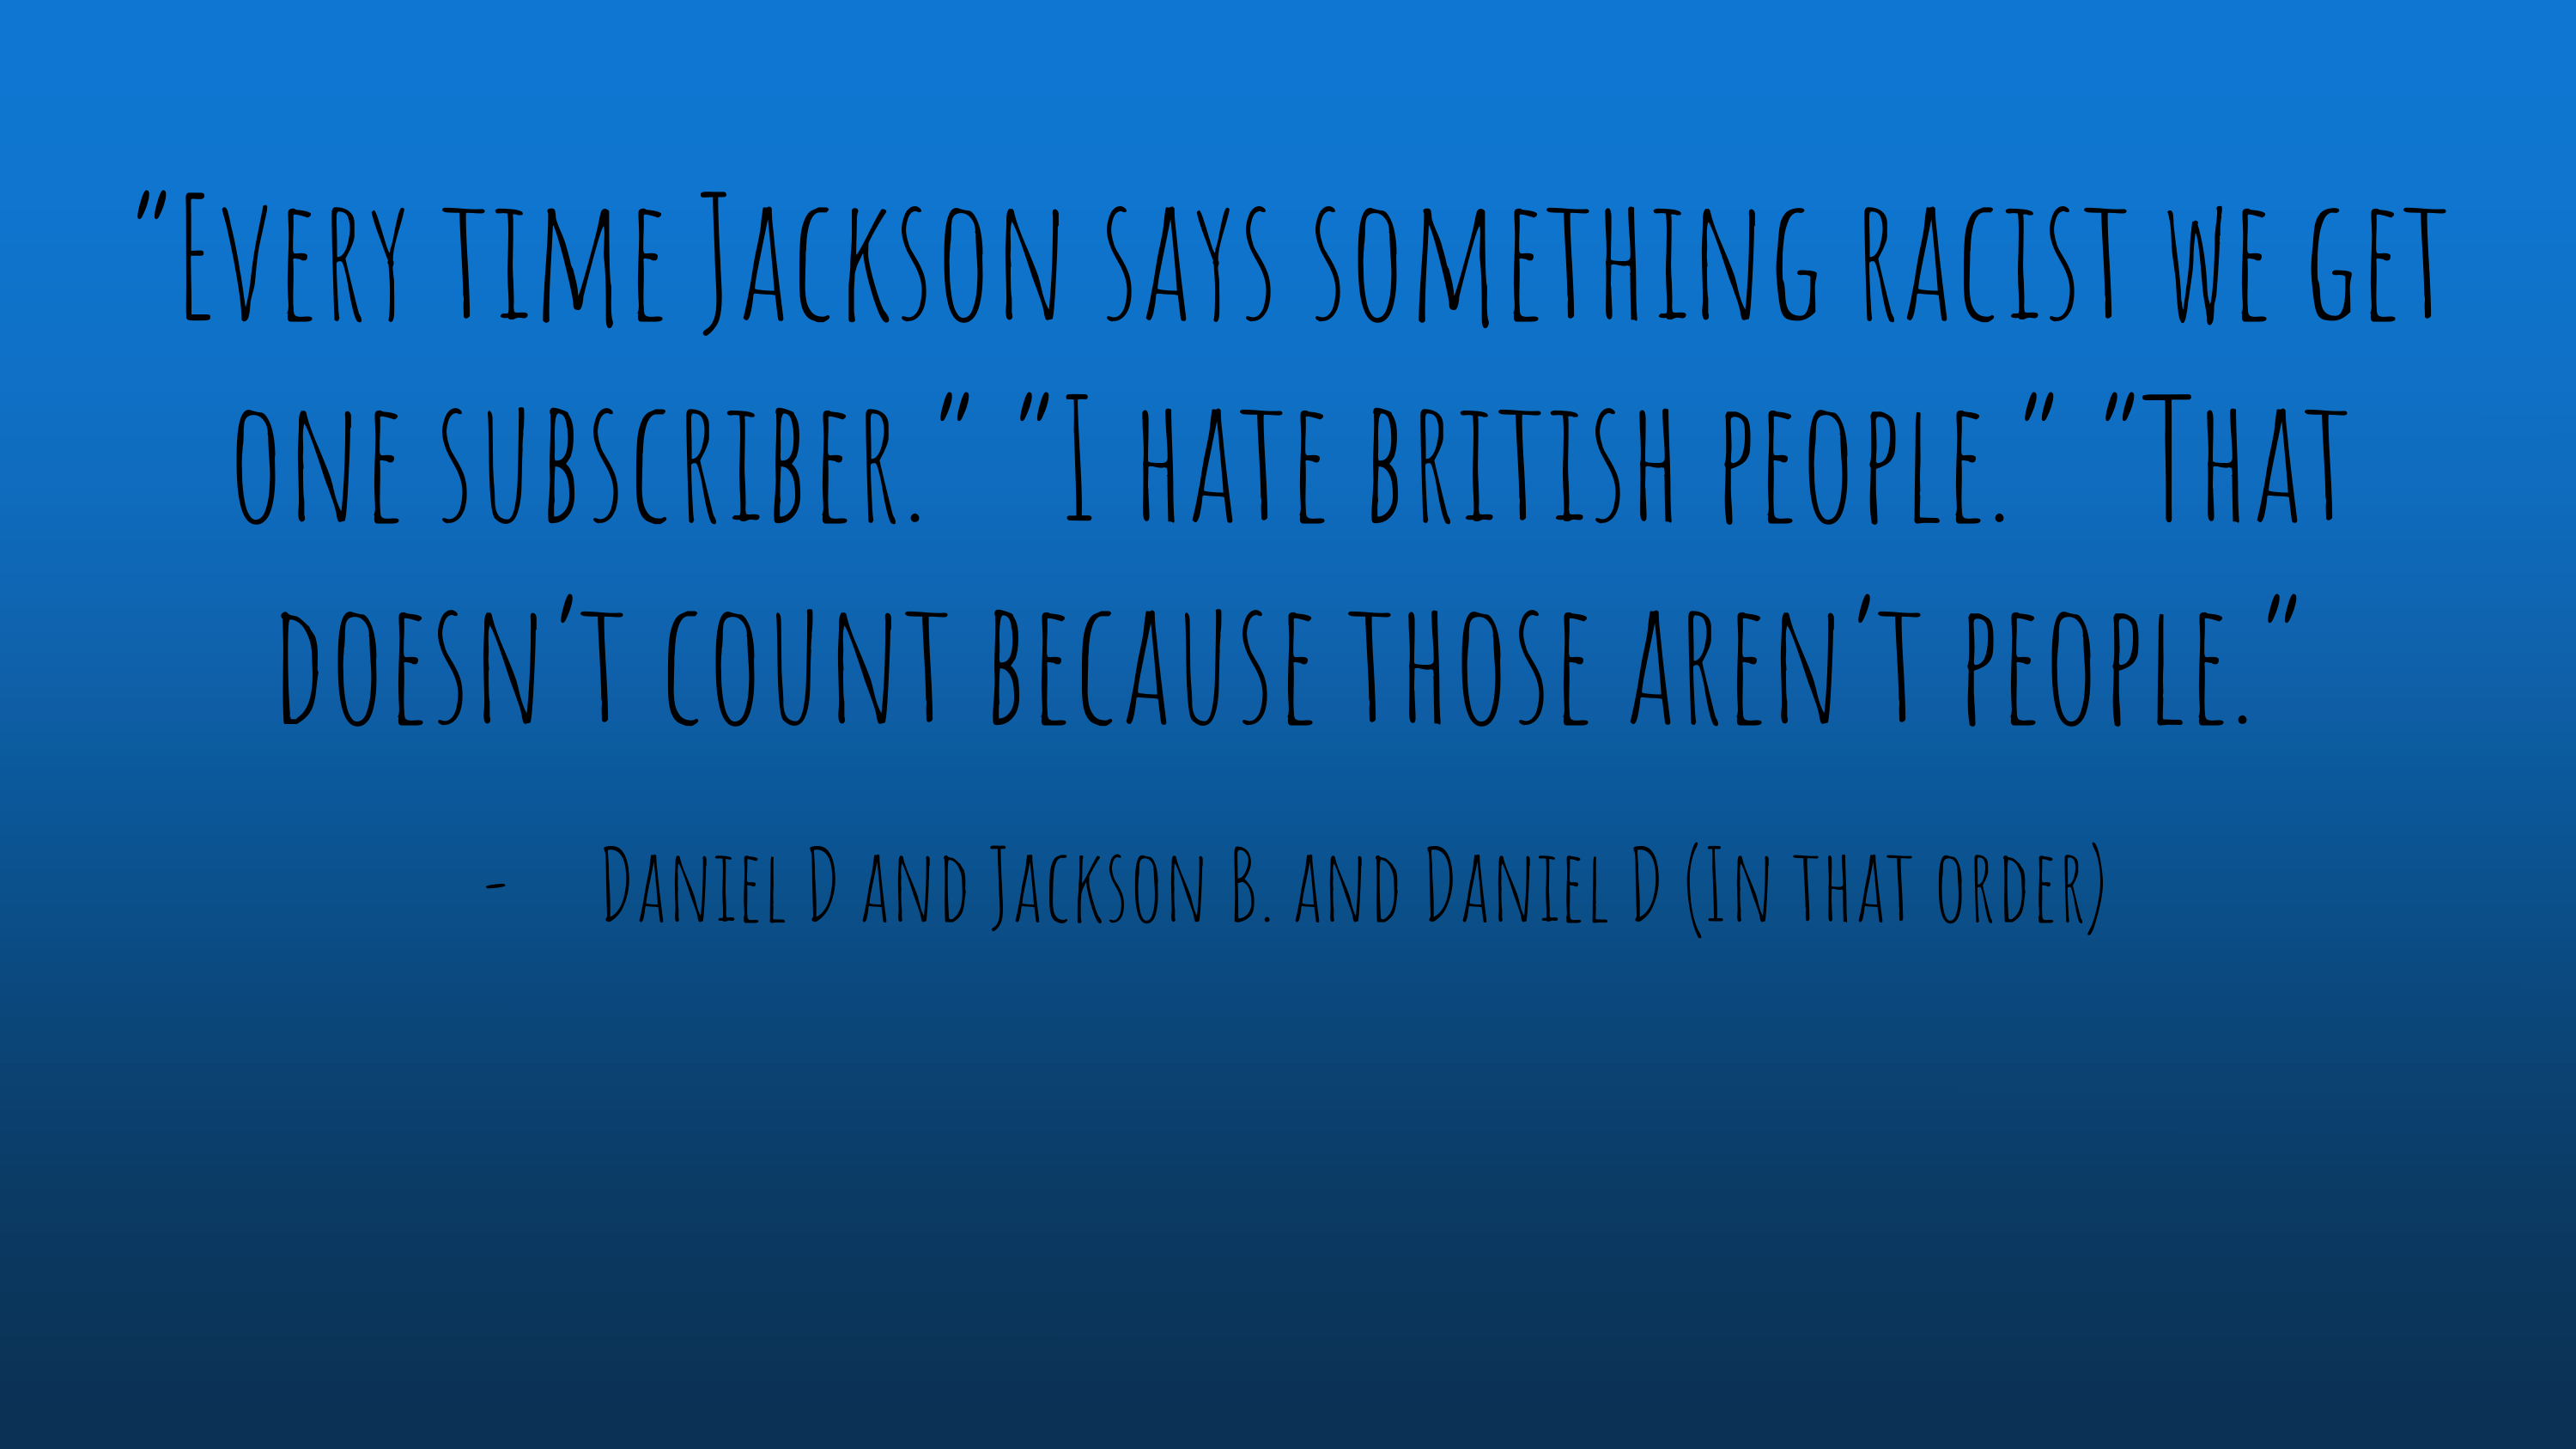 "Every time Jackson says something racist we get
one subscriber." "I hate british people." "That
doesn't count because those aren't people."
- Daniel D and Jackson B. and Daniel D (In that order)